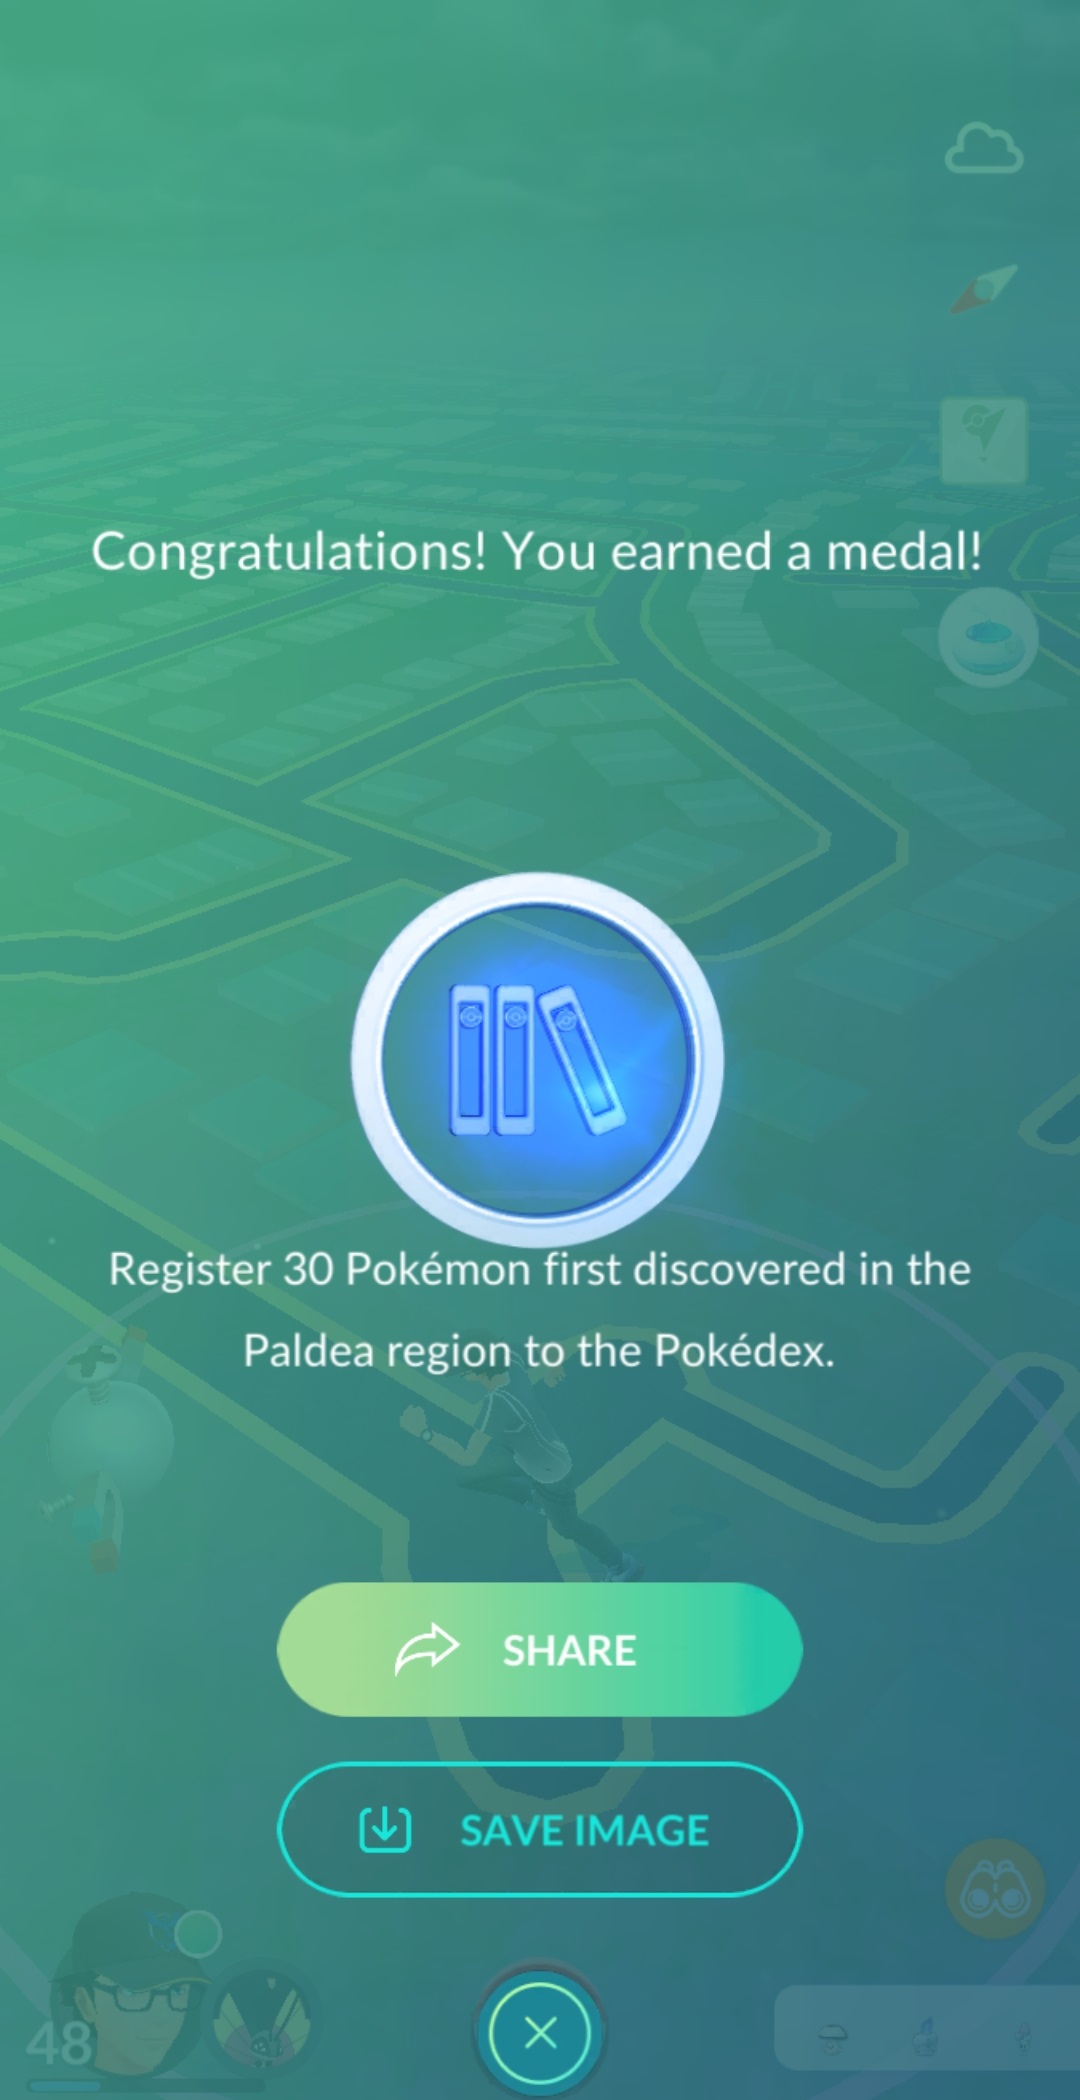 Congratulations! You earned a medal!
Register 30 Pokémon first discovered in the
Paldea region to the Pokédex.
SHARE
SAVE IMAGE
48